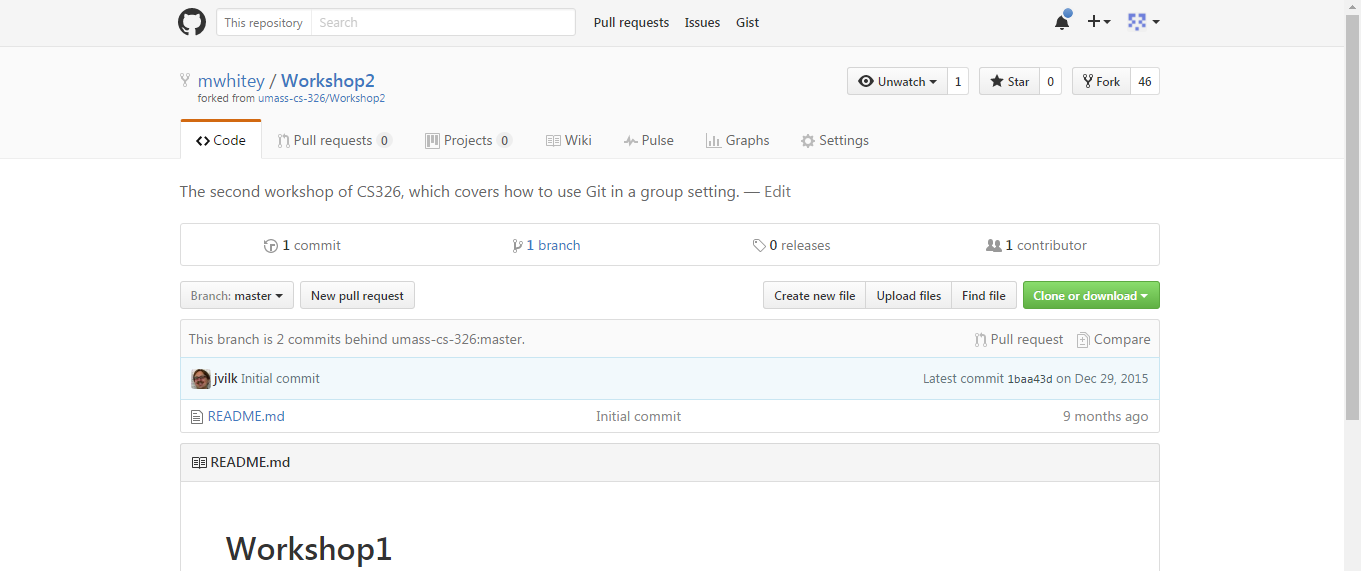 This repository Search Pull requests Issues Gist
mwhitey / Workshop2 Unwatch 1 Star 0 Fork 46
forked from umass-cs-326/Workshop2
Code Pull requests 0 Projects 0 Wiki Pulse Graphs Settings
The second workshop of CS326, which covers how to use Git in a group setting. — Edit
1 commit 1 branch 0 releases 1 contributor
Branch: master New pull request Create new file Upload files Find file Clone or download
This branch is 2 commits behind umass-cs-326:master. Pull request Compare
jvilk Initial commit Latest commit 1baa43d on Dec 29, 2015
README.md Initial commit 9 months ago
README.md
Workshop1